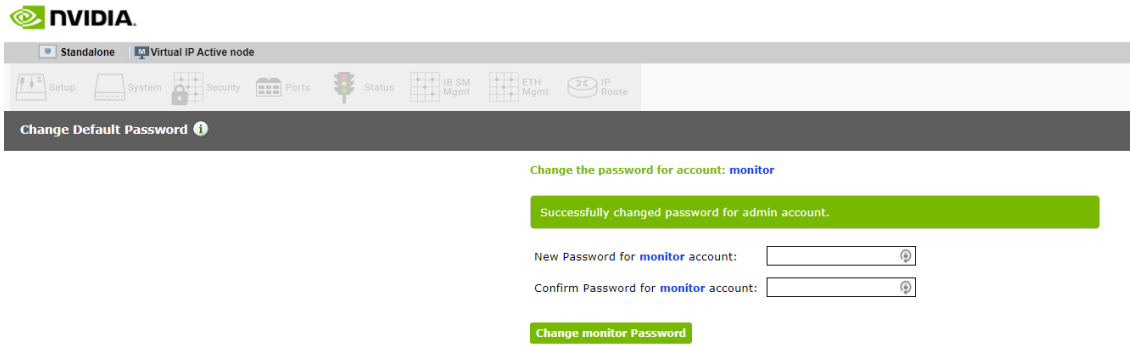 NVIDIA.
Standalone Virtual IP Active node
Setup System Security Ports Status IB SM Mgmt ETH Mgmt IP Route
Change Default Password i
Change the password for account: monitor
Successfully changed password for admin account.
New Password for monitor account:
Confirm Password for monitor account:
Change monitor Password